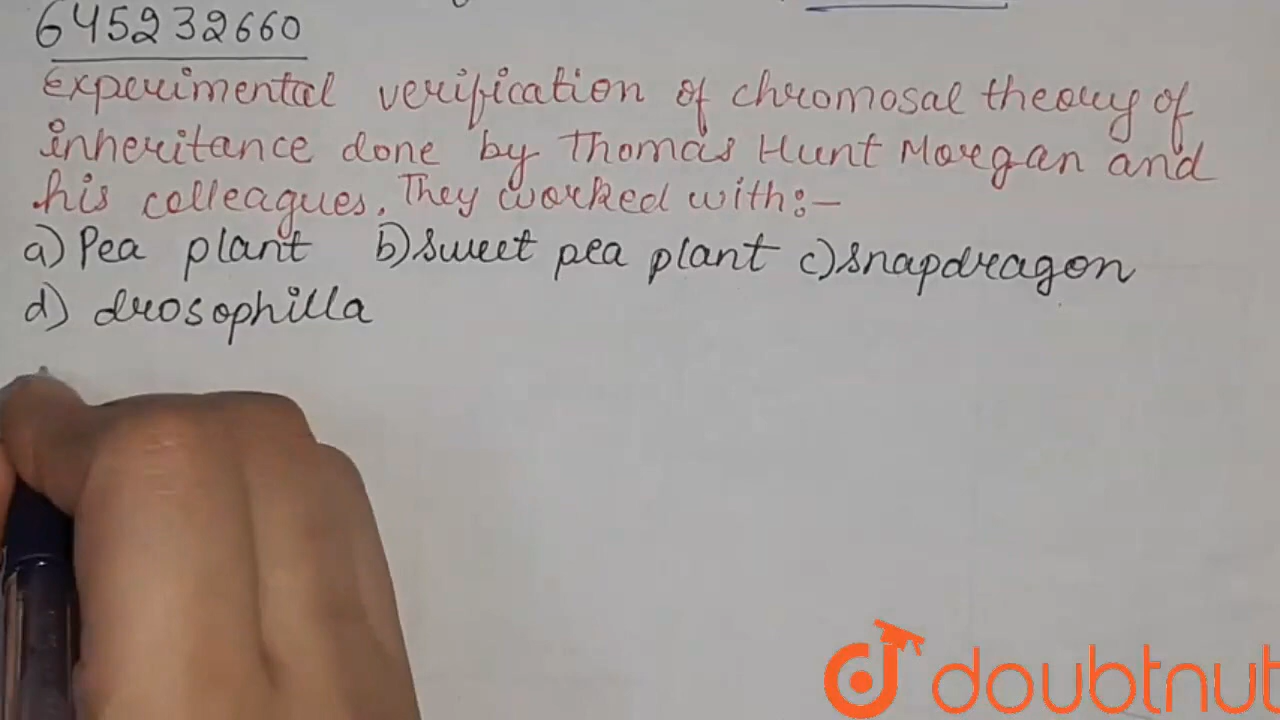 645232660
Experimental verification of chromosal theory of
inheritance done by Thomas Hunt Morgan and
his colleagues. They worked with:-
a) Pea plant b) sweet pea plant c) snapdragon
d) drosophilla
doubtnut